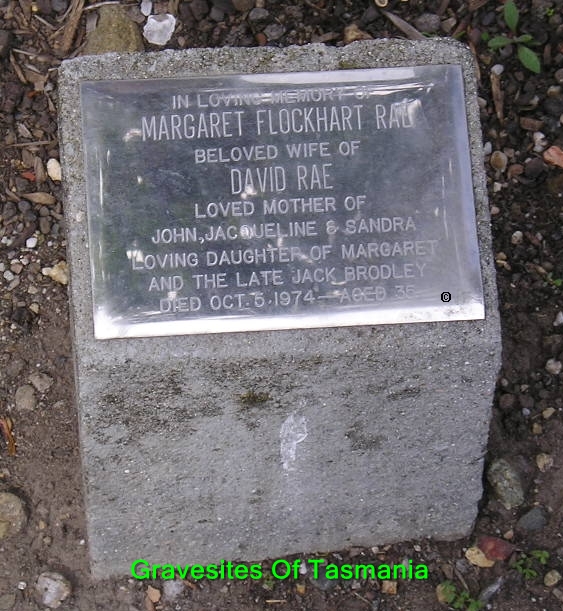 IN LOVING MEMORY OF
MARGARET FLOCKHART RAE
BELOVED WIFE OF
DAVID RAE
LOVED MOTHER OF
JOHN, JACQUELINE & SANDRA
LOVING DAUGHTER OF MARGARET
AND THE LATE JACK BRODLEY
DIED OCT. 5. 1974 — AGED
©
Gravesites Of Tasmania